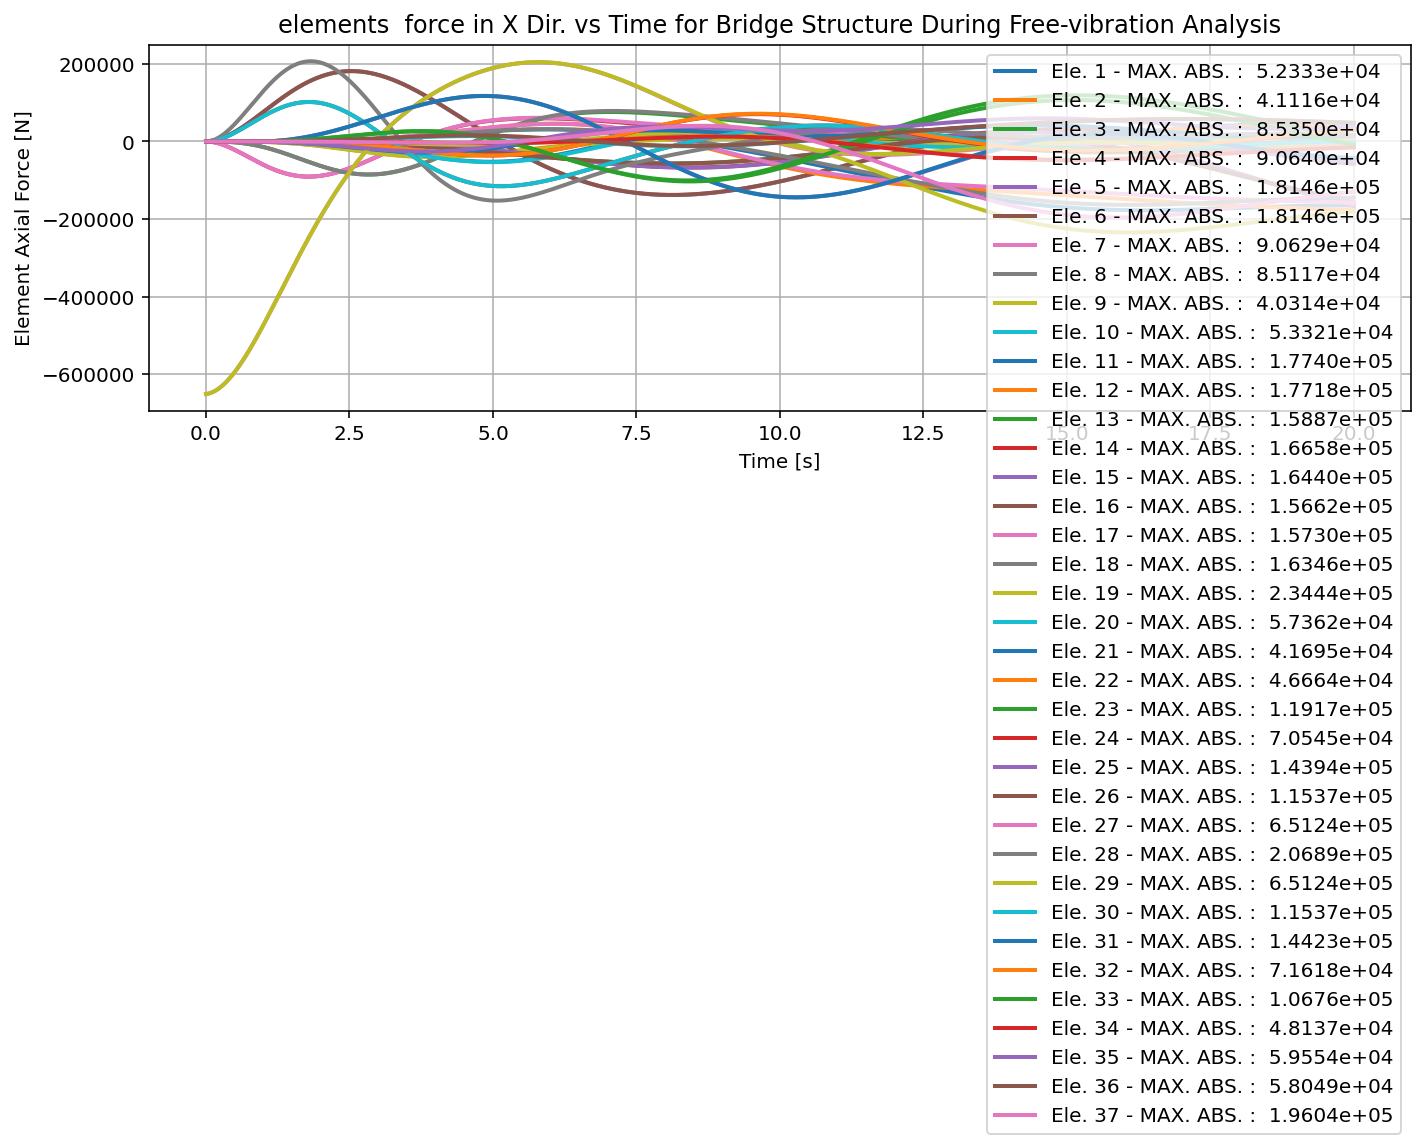 elements  force in X Dir. vs Time for Bridge Structure During Free-vibration Analysis
Element Axial Force [N]
200000
0
−200000
−400000
−600000
0.0
2.5
5.0
7.5
10.0
12.5
15.0
17.5
20.0
Time [s]
Ele. 1 - MAX. ABS. :  5.2333e+04
Ele. 2 - MAX. ABS. :  4.1116e+04
Ele. 3 - MAX. ABS. :  8.5350e+04
Ele. 4 - MAX. ABS. :  9.0640e+04
Ele. 5 - MAX. ABS. :  1.8146e+05
Ele. 6 - MAX. ABS. :  1.8146e+05
Ele. 7 - MAX. ABS. :  9.0629e+04
Ele. 8 - MAX. ABS. :  8.5117e+04
Ele. 9 - MAX. ABS. :  4.0314e+04
Ele. 10 - MAX. ABS. :  5.3321e+04
Ele. 11 - MAX. ABS. :  1.7740e+05
Ele. 12 - MAX. ABS. :  1.7718e+05
Ele. 13 - MAX. ABS. :  1.5887e+05
Ele. 14 - MAX. ABS. :  1.6658e+05
Ele. 15 - MAX. ABS. :  1.6440e+05
Ele. 16 - MAX. ABS. :  1.5662e+05
Ele. 17 - MAX. ABS. :  1.5730e+05
Ele. 18 - MAX. ABS. :  1.6346e+05
Ele. 19 - MAX. ABS. :  2.3444e+05
Ele. 20 - MAX. ABS. :  5.7362e+04
Ele. 21 - MAX. ABS. :  4.1695e+04
Ele. 22 - MAX. ABS. :  4.6664e+04
Ele. 23 - MAX. ABS. :  1.1917e+05
Ele. 24 - MAX. ABS. :  7.0545e+04
Ele. 25 - MAX. ABS. :  1.4394e+05
Ele. 26 - MAX. ABS. :  1.1537e+05
Ele. 27 - MAX. ABS. :  6.5124e+05
Ele. 28 - MAX. ABS. :  2.0689e+05
Ele. 29 - MAX. ABS. :  6.5124e+05
Ele. 30 - MAX. ABS. :  1.1537e+05
Ele. 31 - MAX. ABS. :  1.4423e+05
Ele. 32 - MAX. ABS. :  7.1618e+04
Ele. 33 - MAX. ABS. :  1.0676e+05
Ele. 34 - MAX. ABS. :  4.8137e+04
Ele. 35 - MAX. ABS. :  5.9554e+04
Ele. 36 - MAX. ABS. :  5.8049e+04
Ele. 37 - MAX. ABS. :  1.9604e+05